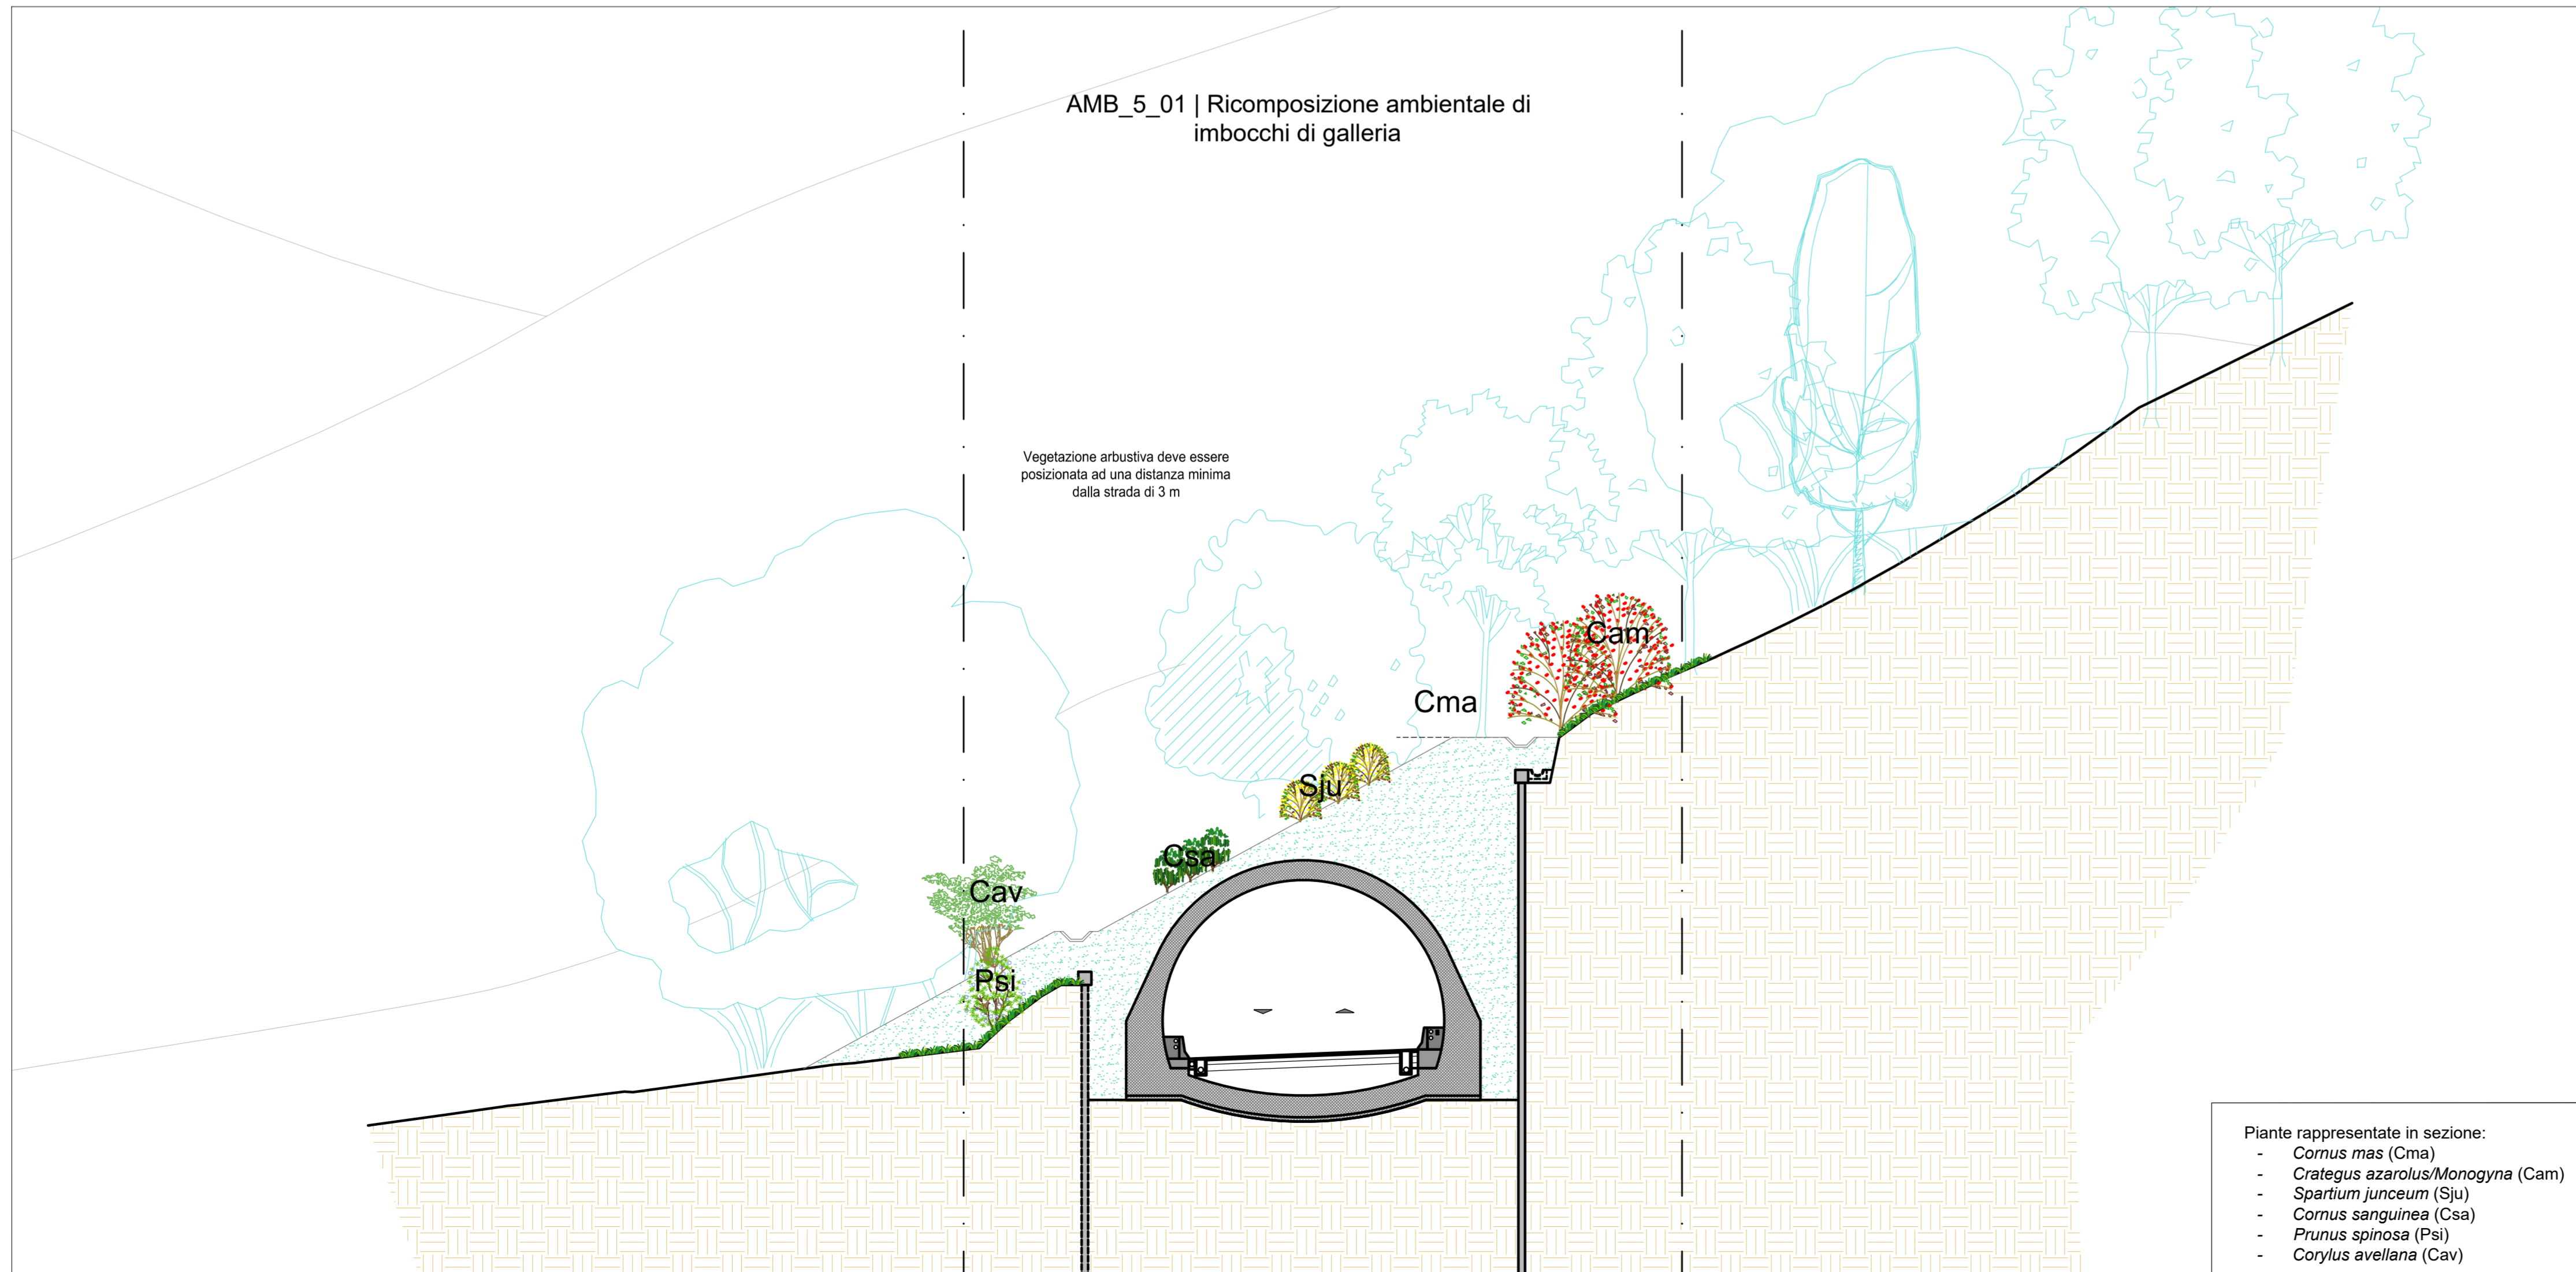 AMB_5_01 | Ricomposizione ambientale di
imbocchi di galleria
Vegetazione arbustiva deve essere
posizionata ad una distanza minima
dalla strada di 3 m
Cam
Cma
Sju
Csa
Cav
Psi
Piante rappresentate in sezione:
- Cornus mas (Cma)
- Crategus azarolus/Monogyna (Cam)
- Spartium junceum (Sju)
- Cornus sanguinea (Csa)
- Prunus spinosa (Psi)
- Corylus avellana (Cav)